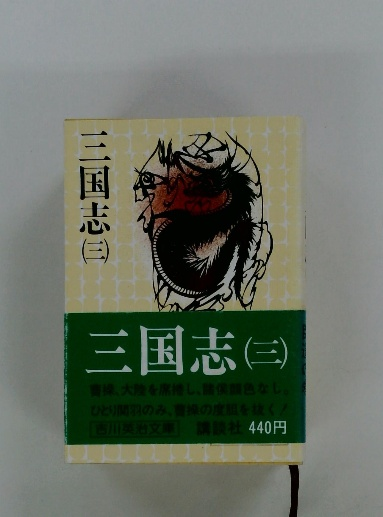 三国志(三)
三国志(三)
曹操、大陸を席捲し、諸侯顔色なし。
ひとり関羽のみ、曹操の度胆を抜く！
吉川英治文庫 講談社 440円